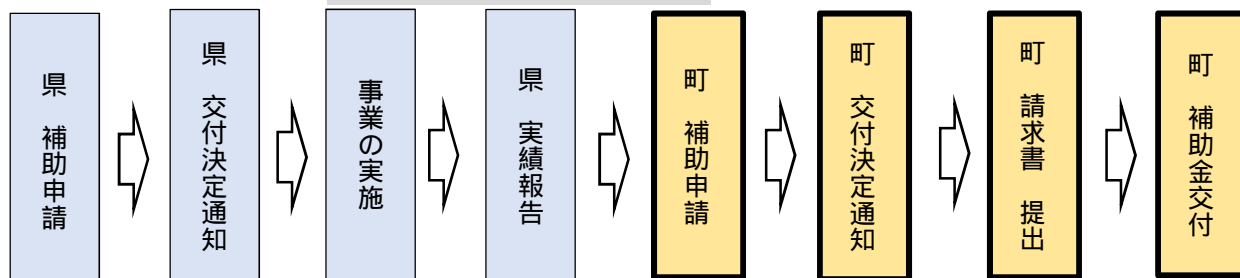 県　補助申請
県　交付決定通知
事業の実施
県　実績報告
町　補助申請
町　交付決定通知
町　請求書　提出
町　補助金交付